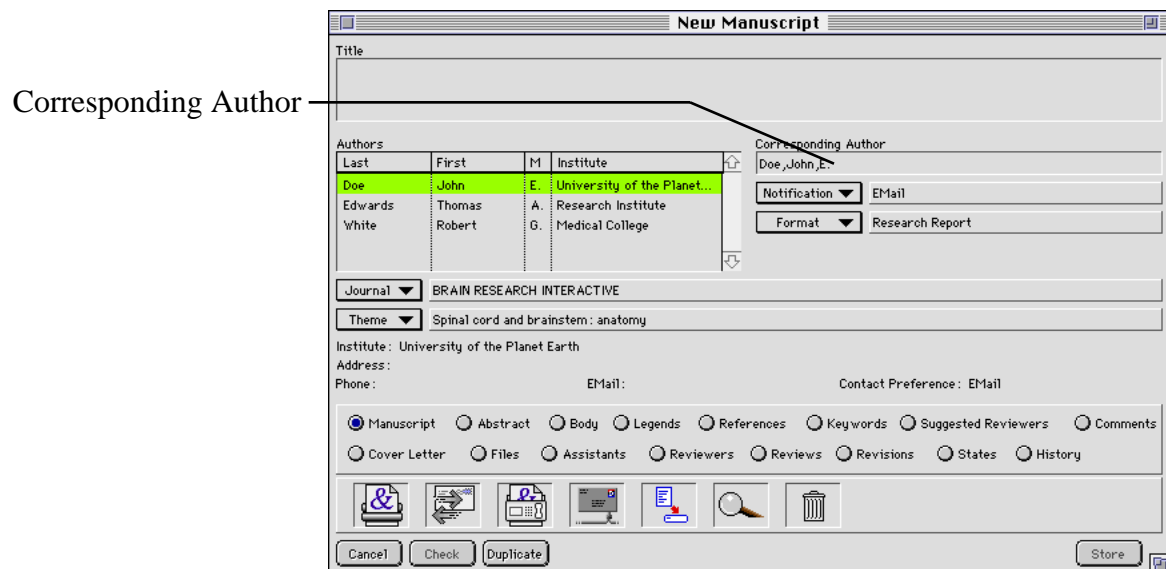 New Manuscript
Title
Corresponding Author
Authors
Corresponding Author
Last First M Institute
Doe,John,E.
Doe John E. University of the Planet...
Notification EMail
Edwards Thomas A. Research Institute
White Robert G. Medical College
Format Research Report
Journal BRAIN RESEARCH INTERACTIVE
Theme Spinal cord and brainstem: anatomy
Institute: University of the Planet Earth
Address:
Phone: EMail: Contact Preference: EMail
Manuscript Abstract Body Legends References Keywords Suggested Reviewers Comments
Cover Letter Files Assistants Reviewers Reviews Revisions States History
& &
Cancel Check Duplicate Store